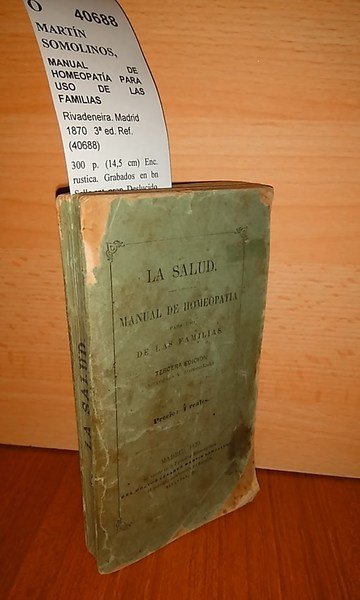 O 40688
MARTÍN
SOMOLINOS,
MANUAL DE
HOMEOPATÍA PARA
USO DE LAS
FAMILIAS
Rivadeneira. Madrid
1870 3ª ed. Ref.
(40688)
300 p. (14,5 cm) Enc.
rustica. Grabados en bn
LA SALUD.
LA SALUD.
MANUAL DE HOMEOPATIA
PARA USO
DE LAS FAMILIAS
TERCERA EDICION
Precio: 4 reales.
MADRID